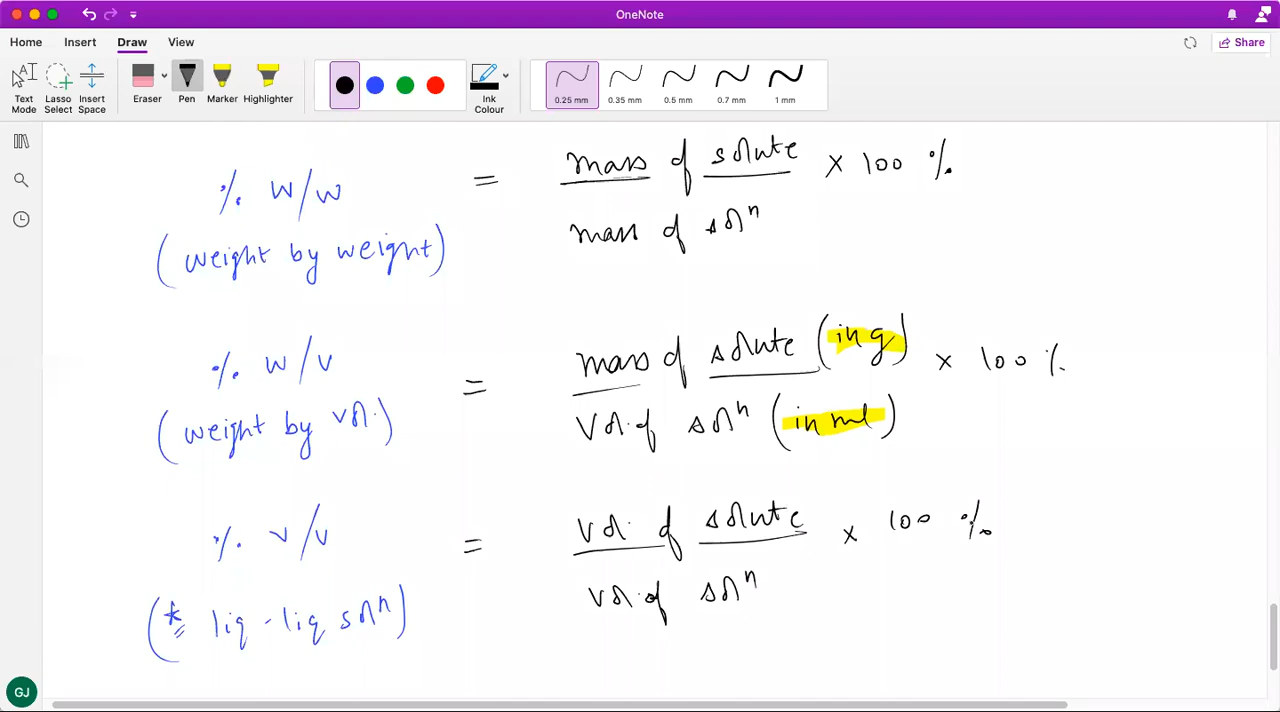 OneNote
Home Insert Draw View
Share
Text Mode
Lasso Select
Insert Space
Eraser
Pen
Marker
Highlighter
Ink Colour
0.25 mm
0.35 mm
0.5 mm
0.7 mm
1 mm
% W/W = mass of solute × 100 %
mass of solⁿ
(weight by weight)
% W/V = mass of solute (in g) × 100 %
Vol. of solⁿ (in ml)
(weight by vol.)
% V/V = vol. of solute × 100 %
vol. of solⁿ
(* liq - liq solⁿ)
GJ